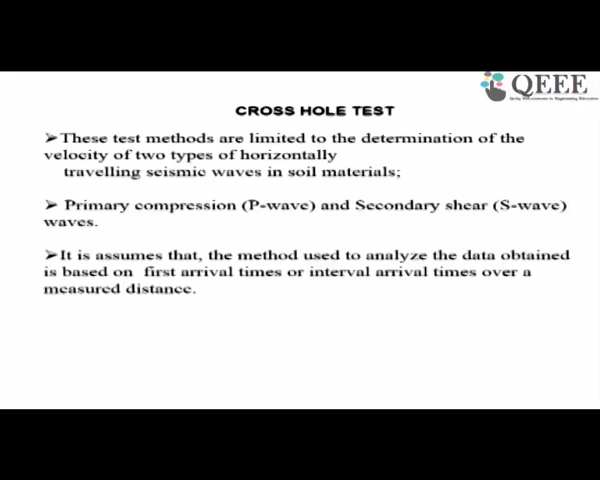 QEEE
CROSS HOLE TEST
➢These test methods are limited to the determination of the
velocity of two types of horizontally
travelling seismic waves in soil materials;
➢ Primary compression (P-wave) and Secondary shear (S-wave)
waves.
➢It is assumes that, the method used to analyze the data obtained
is based on first arrival times or interval arrival times over a
measured distance.